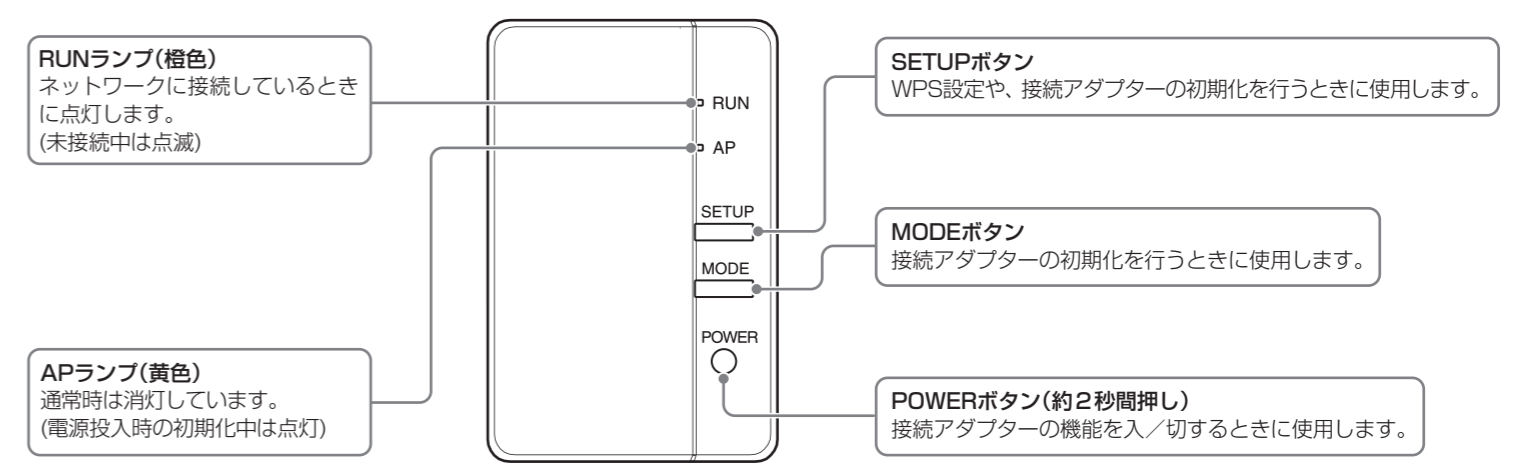 RUNランプ(橙色)
ネットワークに接続しているとき
に点灯します。
(未接続中は点滅)
APランプ(黄色)
通常時は消灯しています。
(電源投入時の初期化中は点灯)
RUN
AP
SETUP
MODE
POWER
SETUPボタン
WPS設定や、接続アダプターの初期化を行うときに使用します。
MODEボタン
接続アダプターの初期化を行うときに使用します。
POWERボタン(約2秒間押し)
接続アダプターの機能を入/切するときに使用します。